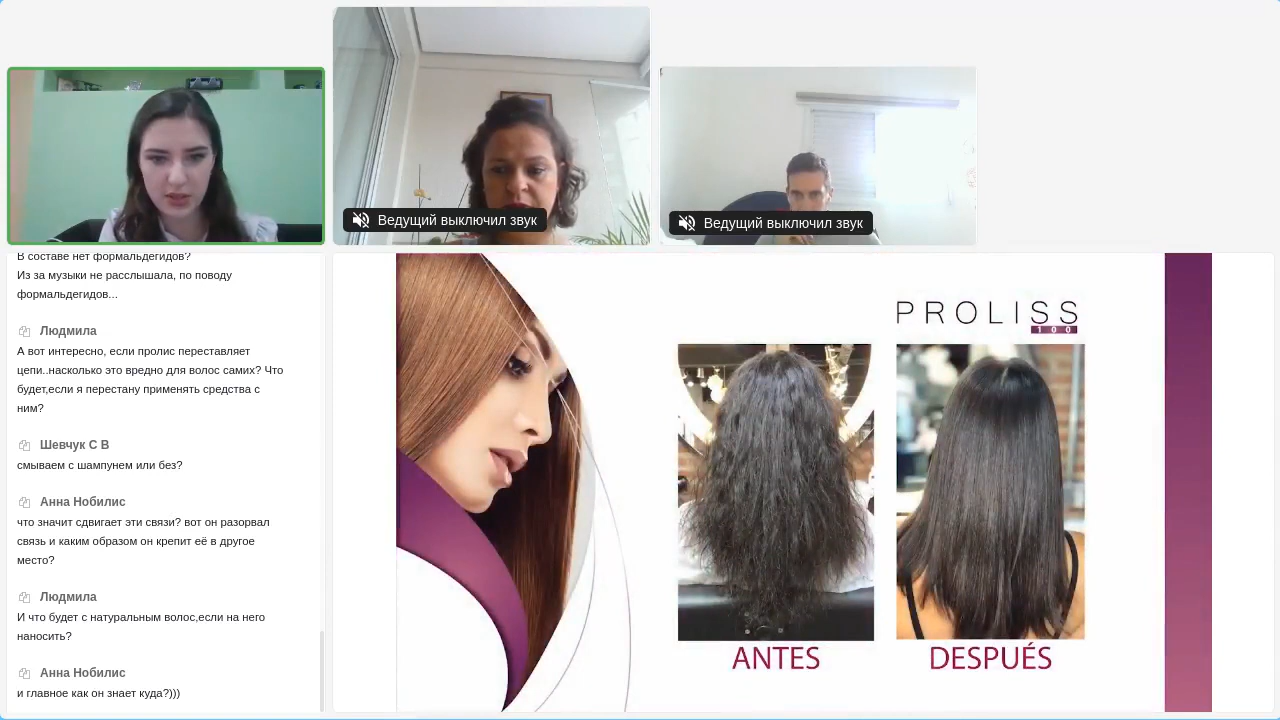 Ведущий выключил звук
Ведущий выключил звук
В составе нет формальдегидов?
Из за музыки не расслышала, по поводу
формальдегидов...
Людмила
А вот интересно, если пролис переставляет
цепи..насколько это вредно для волос самих? Что
будет,если я перестану применять средства с
ним?
Шевчук С В
смываем с шампунем или без?
Анна Нобилис
что значит сдвигает эти связи? вот он разорвал
связь и каким образом он крепит её в другое
место?
Людмила
И что будет с натуральным волос,если на него
наносить?
Анна Нобилис
и главное как он знает куда?)))
PROLISS
100
ANTES
DESPUÉS